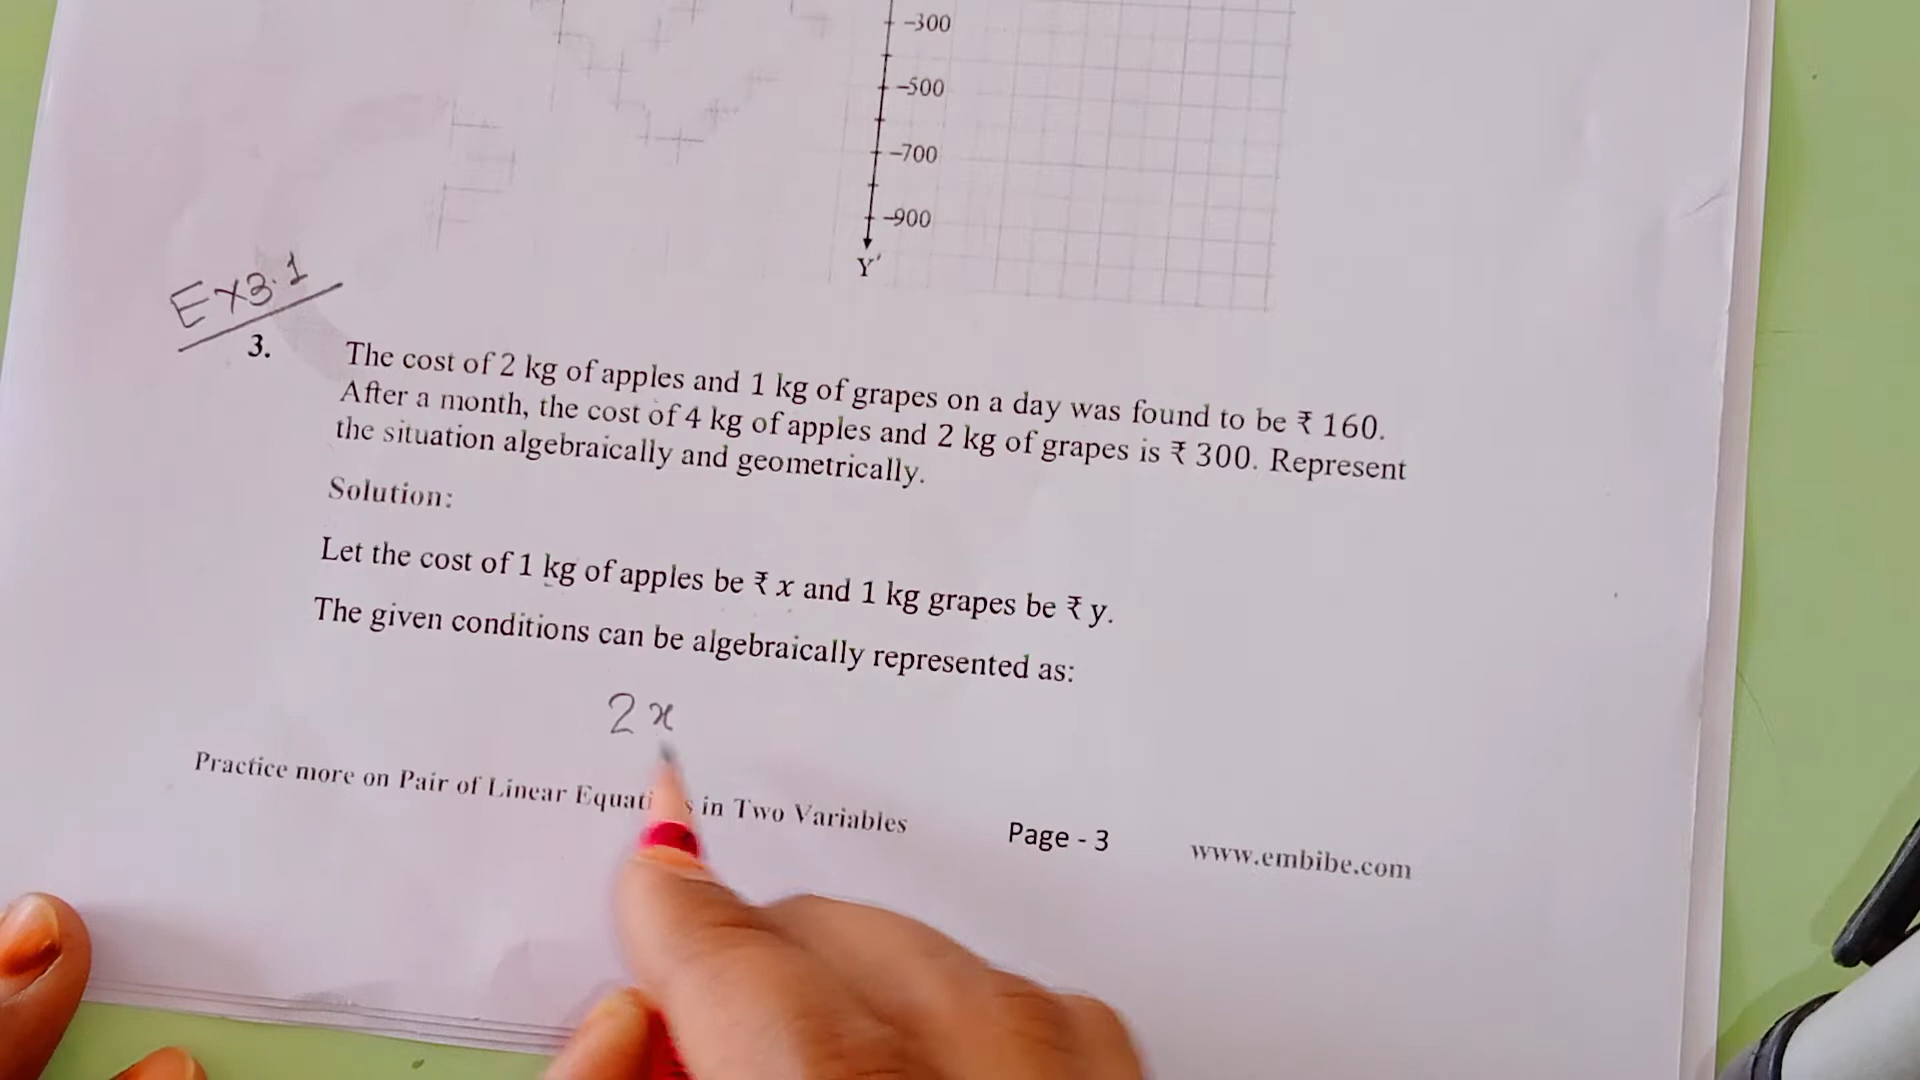 -300
-500
-700
-900
Y'
Ex3.1
3.
The cost of 2 kg of apples and 1 kg of grapes on a day was found to be ₹ 160.
After a month, the cost of 4 kg of apples and 2 kg of grapes is ₹ 300. Represent
the situation algebraically and geometrically.
Solution:
Let the cost of 1 kg of apples be ₹ x and 1 kg grapes be ₹ y.
The given conditions can be algebraically represented as:
2x
Practice more on Pair of Linear in Two Variables Page - 3 www.embibe.com